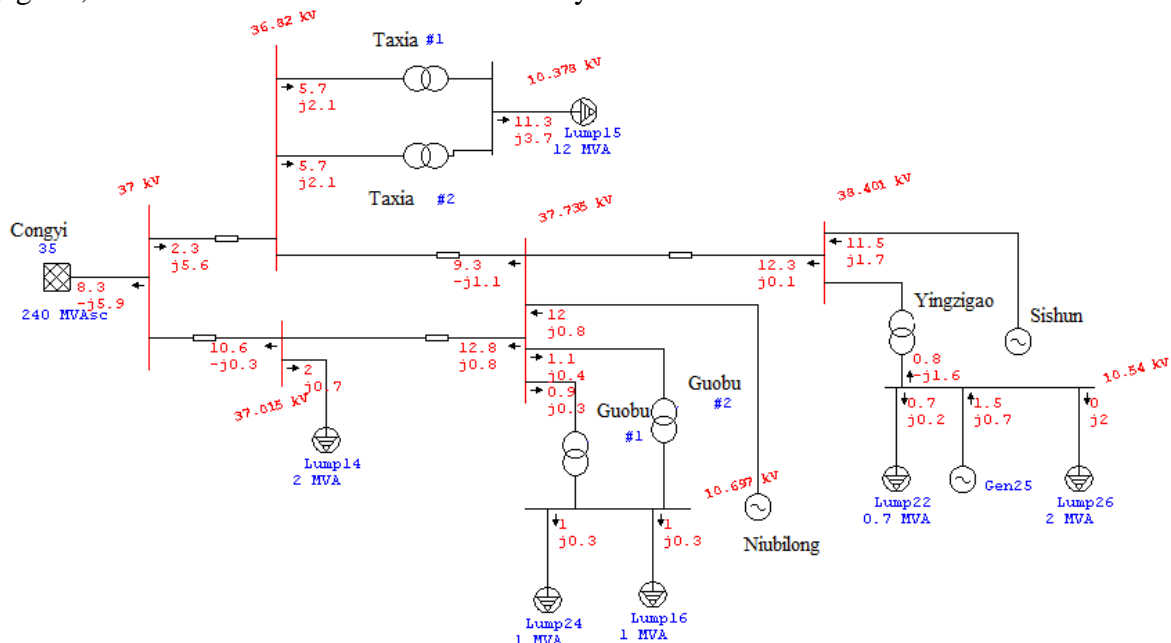 36.82 kV
Taxia #1
10.378 kV
5.7
j2.1
11.3
j3.7
Lump15
12 MVA
5.7
j2.1
Taxia #2
37 kV
37.735 kV
38.401 kV
Congyi
35
2.3
j5.6
8.3
-j5.9
240 MVAsc
9.3
-j1.1
12.3
j0.1
11.5
j1.7
Yingzigao
Sishun
12
j0.8
10.6
-j0.3
2
j0.7
12.8
j0.8
1.1
j0.4
0.9
j0.3
0.8
-j1.6
10.54 kV
37.015 kV
Guobu
#2
Guobu
#1
0.7
j0.2
1.5
j0.7
0
j2
Lump14
2 MVA
10.697 kV
Lump22
0.7 MVA
Gen25
Lump26
2 MVA
1
j0.3
1
j0.3
Niubilong
Lump24
1 MVA
Lump16
1 MVA